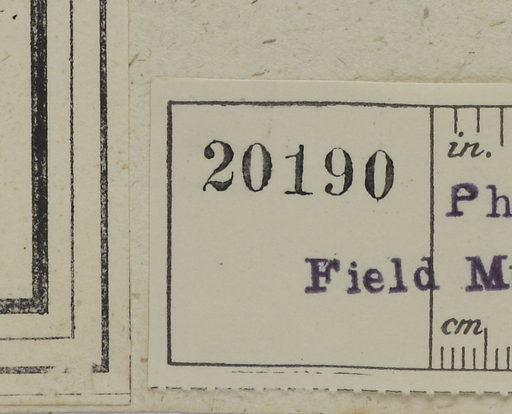 20190
in.
Ph
Field M
cm